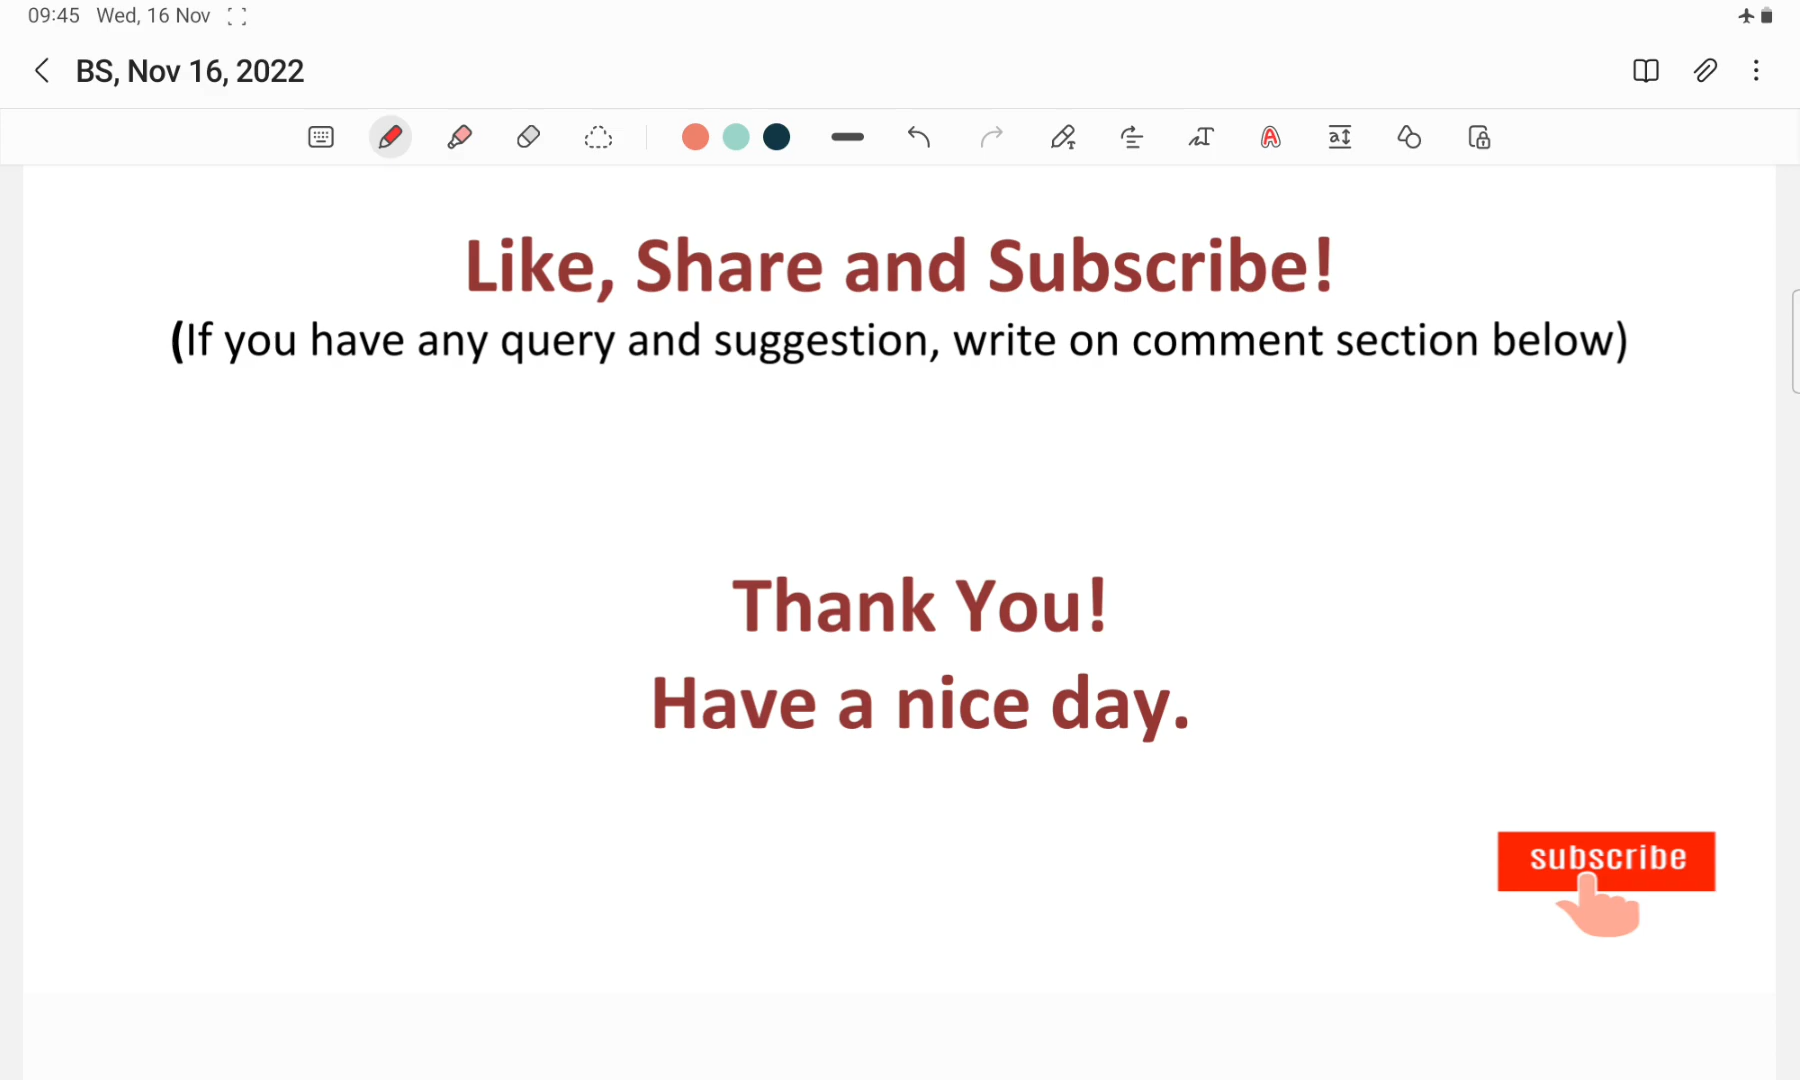 09:45 Wed, 16 Nov
BS, Nov 16, 2022
Like, Share and Subscribe!
(If you have any query and suggestion, write on comment section below)
Thank You!
Have a nice day.
subscribe